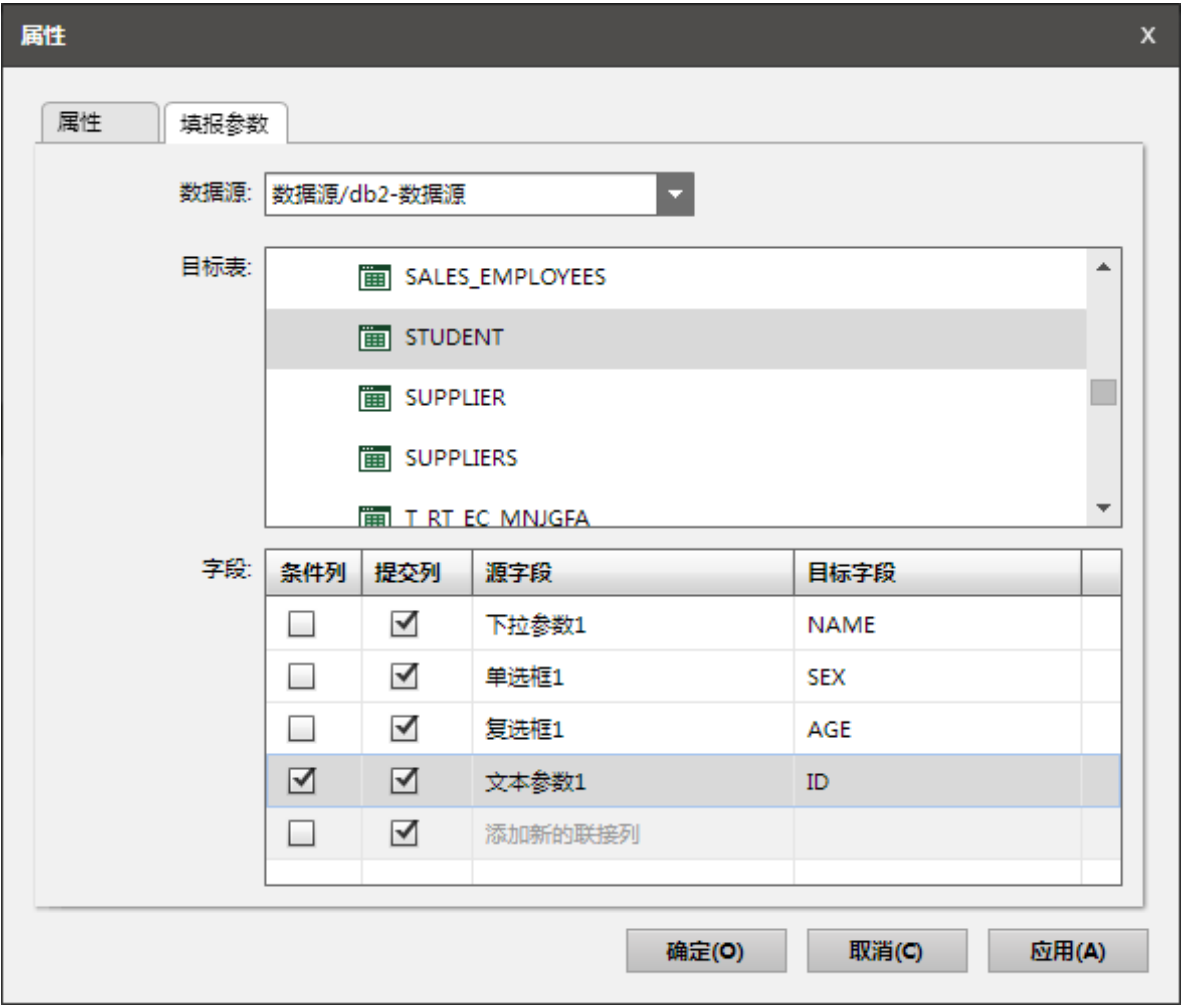 属性 X
属性 填报参数
数据源: 数据源/db2-数据源
目标表: SALES_EMPLOYEES
STUDENT
SUPPLIER
SUPPLIERS
T_RT_EC_MNJGFA
字段: 条件列 提交列 源字段 目标字段
下拉参数1 NAME
单选框1 SEX
复选框1 AGE
文本参数1 ID
添加新的联接列
确定(O) 取消(C) 应用(A)